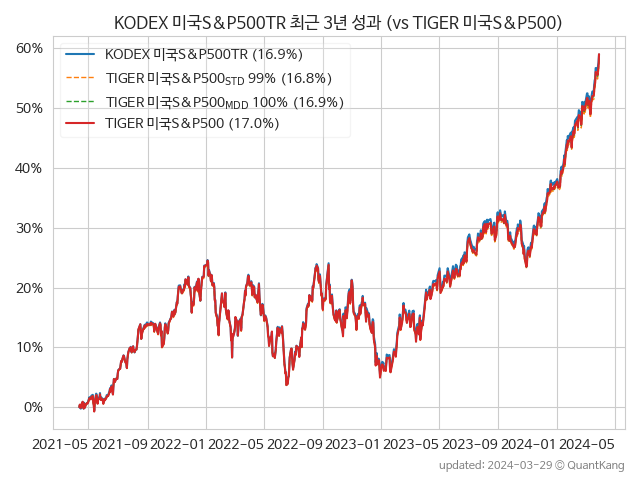 KODEX 미국S&P500TR 최근 3년 성과 (vs TIGER 미국S&P500)
KODEX 미국S&P500TR (16.9%)
TIGER 미국S&P500STD 99% (16.8%)
TIGER 미국S&P500MDD 100% (16.9%)
TIGER 미국S&P500 (17.0%)
60%
50%
40%
30%
20%
10%
0%
2021-05 2021-09 2022-01 2022-05 2022-09 2023-01 2023-05 2023-09 2024-01 2024-05
updated: 2024-03-29 © QuantKang